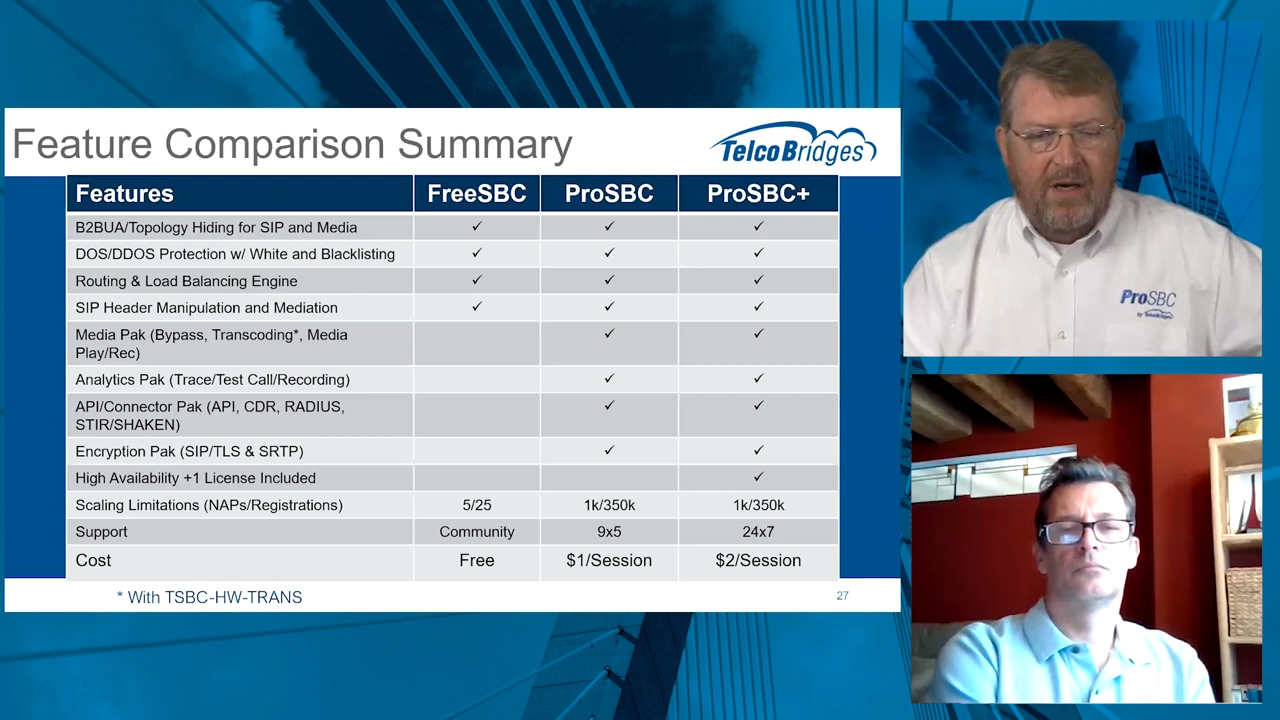 Feature Comparison Summary
TelcoBridges
Features FreeSBC ProSBC ProSBC+
B2BUA/Topology Hiding for SIP and Media ✓ ✓ ✓
DOS/DDOS Protection w/ White and Blacklisting ✓ ✓ ✓
Routing & Load Balancing Engine ✓ ✓ ✓
SIP Header Manipulation and Mediation ✓ ✓ ✓
Media Pak (Bypass, Transcoding*, Media ✓ ✓
Play/Rec)
Analytics Pak (Trace/Test Call/Recording) ✓ ✓
API/Connector Pak (API, CDR, RADIUS, ✓ ✓
STIR/SHAKEN)
Encryption Pak (SIP/TLS & SRTP) ✓ ✓
High Availability +1 License Included ✓
Scaling Limitations (NAPs/Registrations) 5/25 1k/350k 1k/350k
Support Community 9x5 24x7
Cost Free $1/Session $2/Session
* With TSBC-HW-TRANS
27
ProSBC
by TelcoBridges